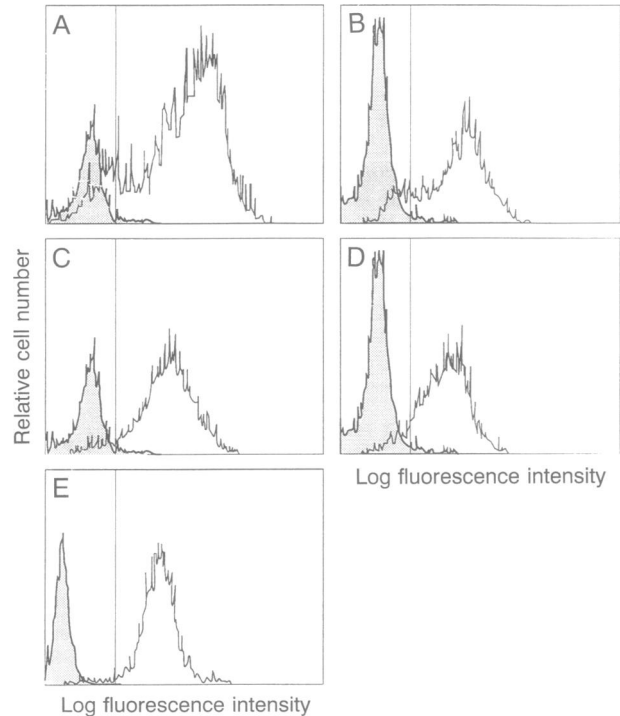 A
B
C
D
E
Relative cell number
Log fluorescence intensity
Log fluorescence intensity